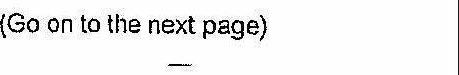 (Go on to the next page)